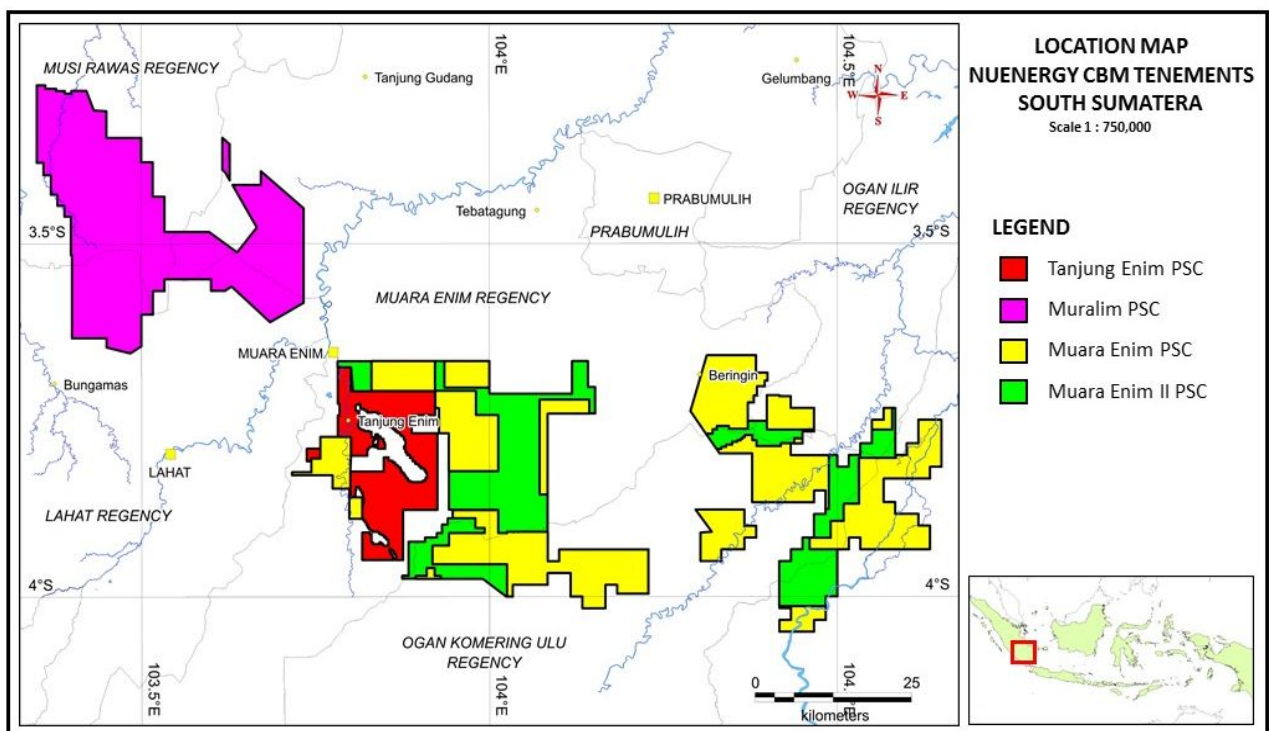 LOCATION MAP
NUENERGY CBM TENEMENTS
SOUTH SUMATERA
Scale 1 : 750,000
LEGEND
Tanjung Enim PSC
Muralim PSC
Muara Enim PSC
Muara Enim II PSC
MUSI RAWAS REGENCY
Tanjung Gudang
104°E
Gelumbang
104.5°E
N
W
E
S
OGAN ILIR
REGENCY
PRABUMULIH
Tebatagung
PRABUMULIH
3.5°S
3.5°S
MUARA ENIM REGENCY
MUARA ENIM
Bungamas
Beringin
Tanjung Enim
LAHAT
LAHAT REGENCY
4°S
4°S
OGAN KOMERING ULU
REGENCY
103.5°E
104°E
0
25
kilometers